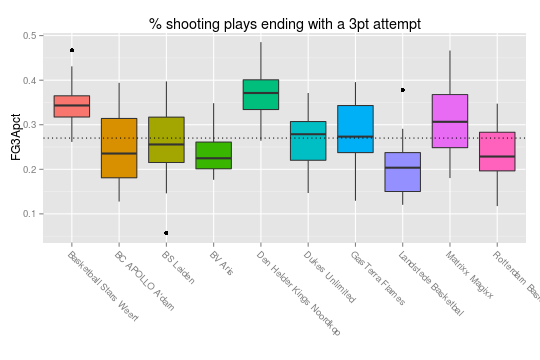 % shooting plays ending with a 3pt attempt
FG3Apct
0.5
0.4
0.3
0.2
0.1
Basketball Stars Weert
BC APOLLO A'dam
BS Leiden
BV Aris
Den Helder Kings Noordkop
Dukes Unlimited
GasTerra Flames
Landstede Basketbal
Matrixx Magixx
Rotterdam Bas